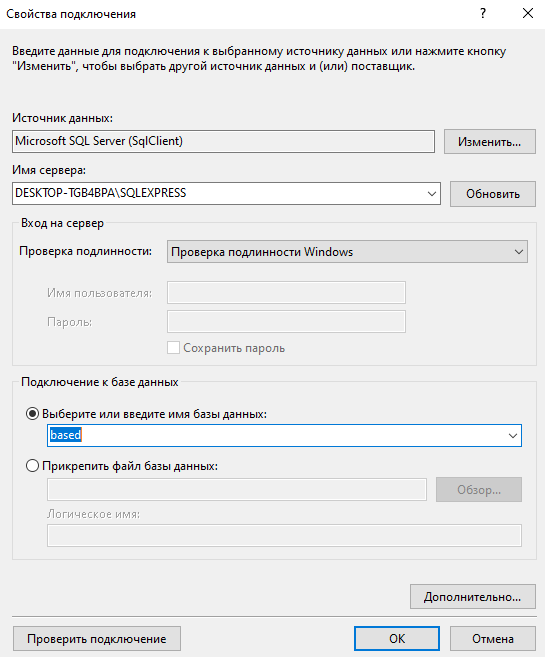 Свойства подключения
?
Введите данные для подключения к выбранному источнику данных или нажмите кнопку
"Изменить", чтобы выбрать другой источник данных и (или) поставщик.
Источник данных:
Microsoft SQL Server (SqlClient)
Изменить...
Имя сервера:
DESKTOP-TGB4BPA\SQLEXPRESS
Обновить
Вход на сервер
Проверка подлинности:
Проверка подлинности Windows
Имя пользователя:
Пароль:
Сохранить пароль
Подключение к базе данных
Выберите или введите имя базы данных:
based
Прикрепить файл базы данных:
Обзор...
Логическое имя:
Дополнительно...
Проверить подключение
ОК
Отмена